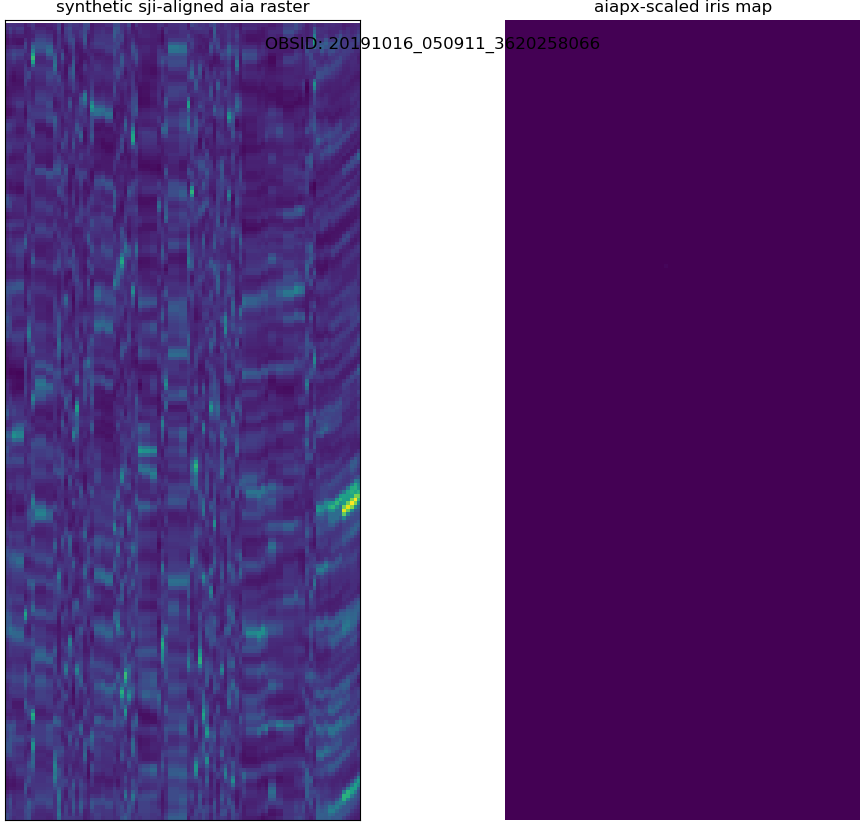 synthetic sji-aligned aia raster
aiapx-scaled iris map
OBSID: 20191016_050911_3620258066